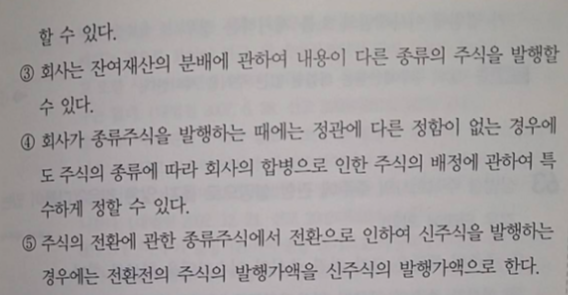 할 수 있다.
③ 회사는 잔여재산의 분배에 관하여 내용이 다른 종류의 주식을 발행할
수 있다.
④ 회사가 종류주식을 발행하는 때에는 정관에 다른 정함이 없는 경우에
도 주식의 종류에 따라 회사의 합병으로 인한 주식의 배정에 관하여 특
수하게 정할 수 있다.
⑤ 주식의 전환에 관한 종류주식에서 전환으로 인하여 신주식을 발행하는
경우에는 전환전의 주식의 발행가액을 신주식의 발행가액으로 한다.